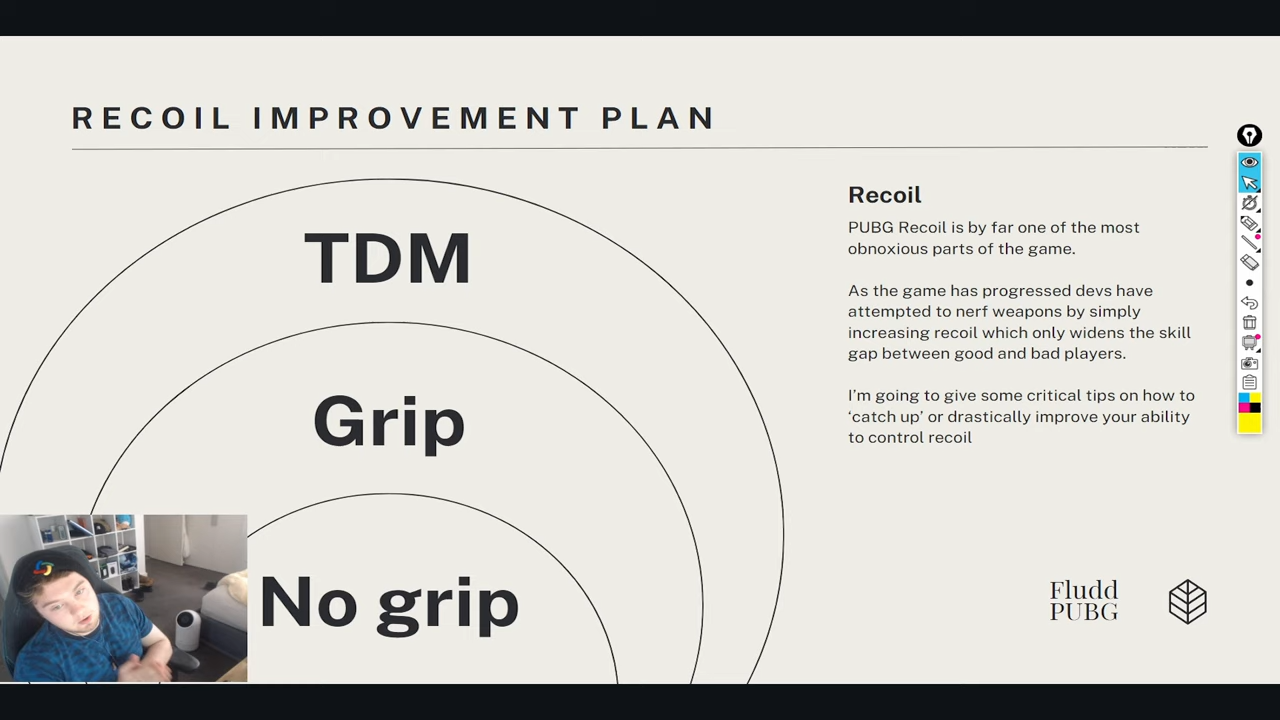 RECOIL IMPROVEMENT PLAN
TDM
Grip
No grip
Recoil
PUBG Recoil is by far one of the most
obnoxious parts of the game.
As the game has progressed devs have
attempted to nerf weapons by simply
increasing recoil which only widens the skill
gap between good and bad players.
I’m going to give some critical tips on how to
‘catch up’ or drastically improve your ability
to control recoil
Fludd
PUBG